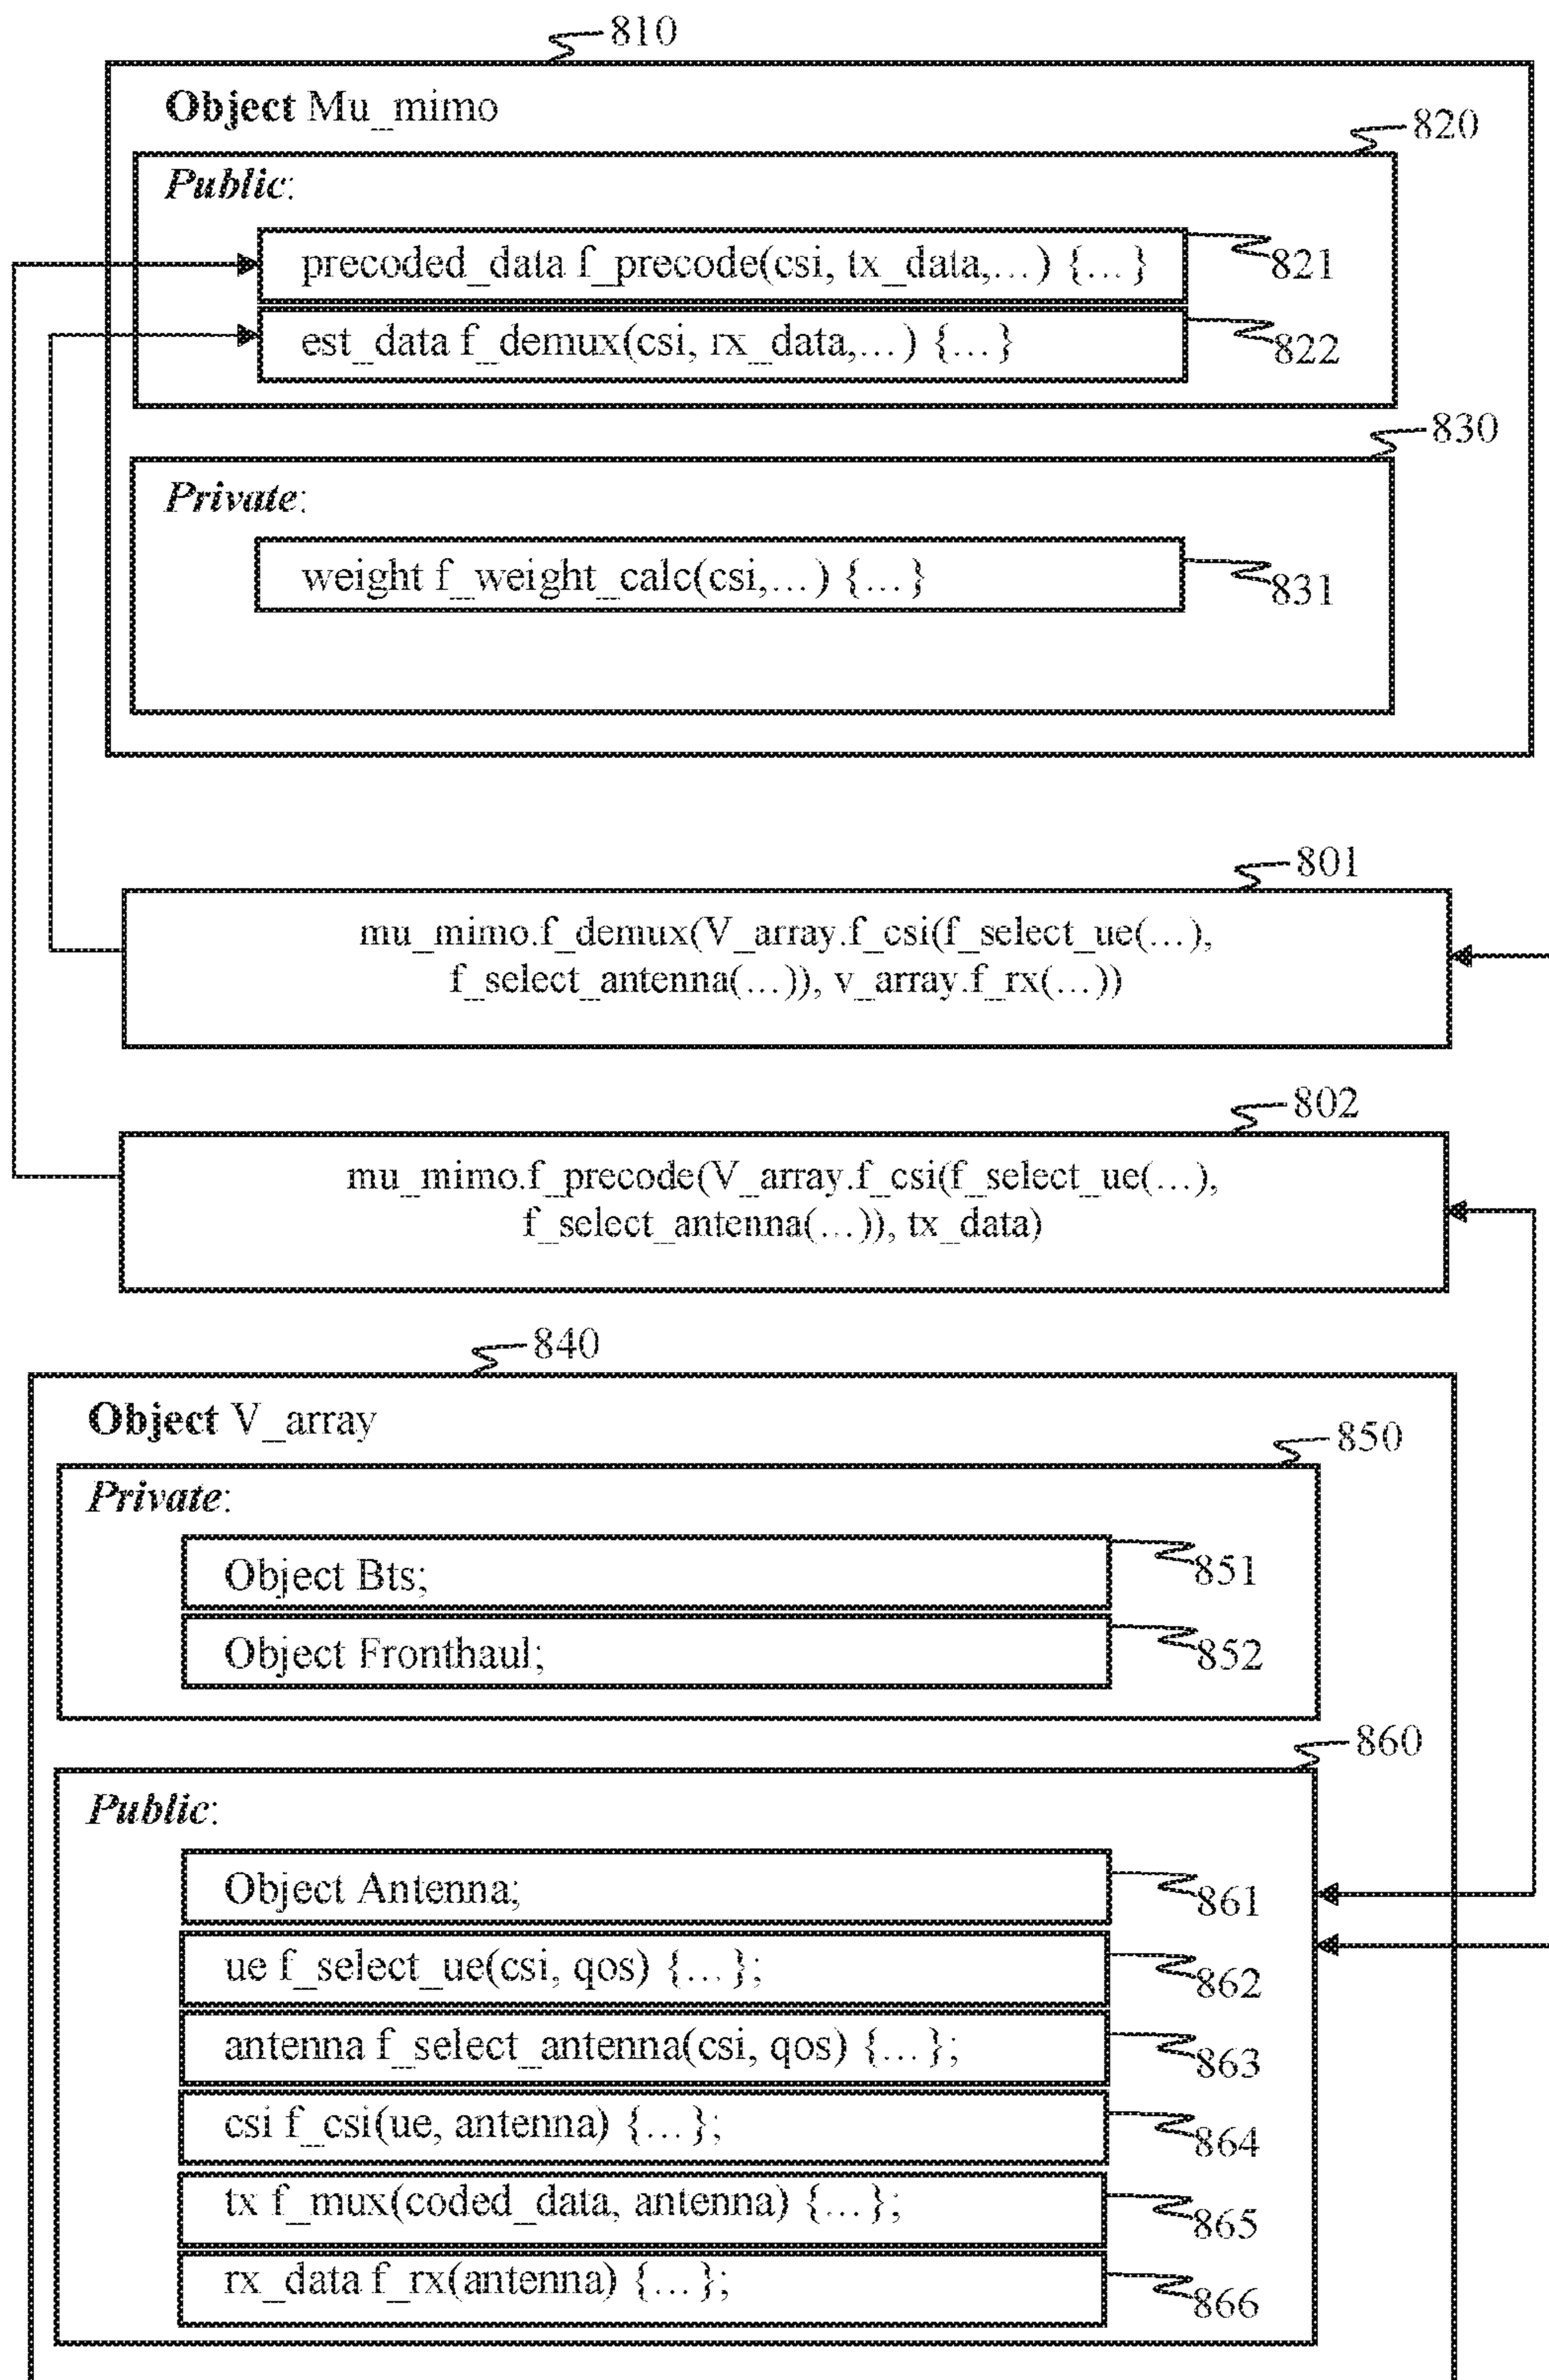 810
Object Mu_mimo
820
Public:
precoded_data f_precode(csi, tx_data,...) {...}
821
est_data f_demux(csi, rx_data,...) {...}
822
830
Private:
weight f_weight_calc(csi,...) {...}
831
801
mu_mimo.f_demux(V_array.f_csi(f_select_ue(...),
f_select_antenna(...)), v_array.f_rx(...))
802
mu_mimo.f_precode(V_array.f_csi(f_select_ue(...),
f_select_antenna(...)), tx_data)
840
Object V_array
850
Private:
Object Bts;
851
Object Fronthaul;
852
860
Public:
Object Antenna;
861
ue f_select_ue(csi, qos) {...};
862
antenna f_select_antenna(csi, qos) {...};
863
csi f_csi(ue, antenna) {...};
864
tx f_mux(coded_data, antenna) {...};
865
rx_data f_rx(antenna) {...};
866